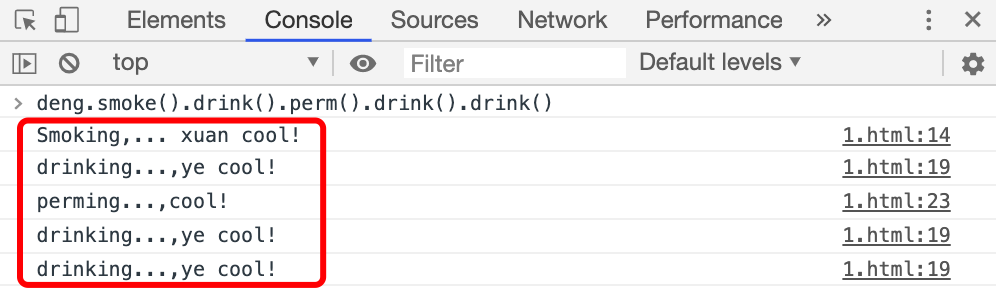 Elements Console Sources Network Performance »
top ▼ Filter Default levels ▼
> deng.smoke().drink().perm().drink().drink()
Smoking,... xuan cool! 1.html:14
drinking...,ye cool! 1.html:19
perming...,cool! 1.html:23
drinking...,ye cool! 1.html:19
drinking...,ye cool! 1.html:19